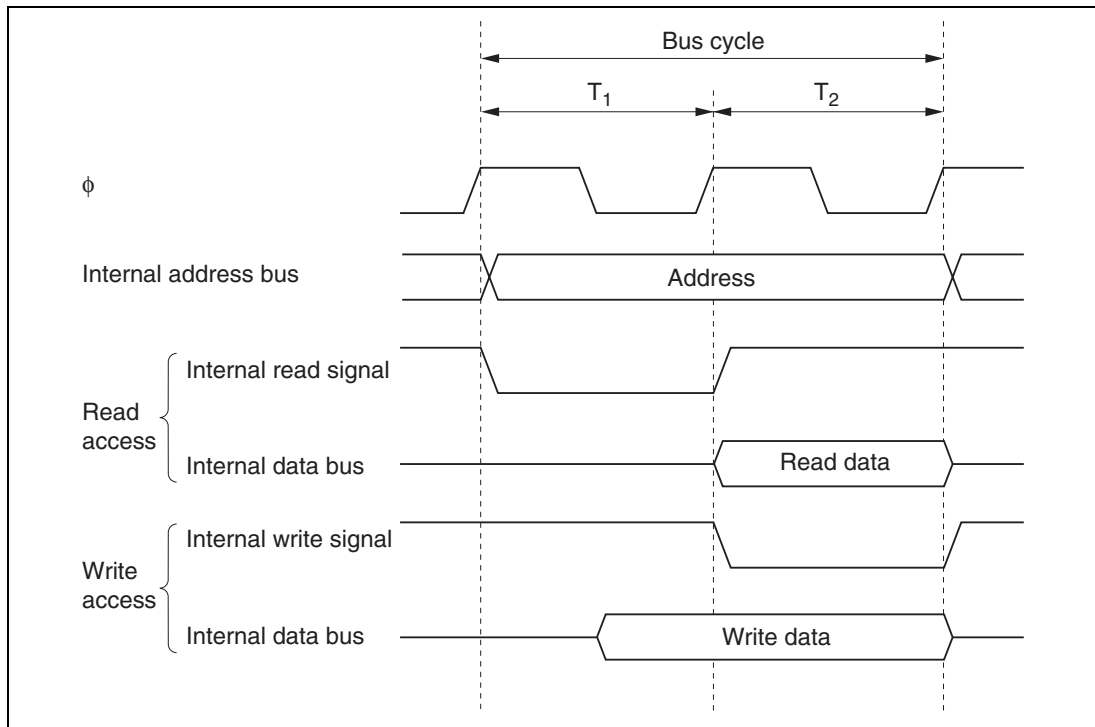 Bus cycle
T₁ T₂
ϕ
Internal address bus Address
Internal read signal
Read
access
Internal data bus Read data
Internal write signal
Write
access
Internal data bus Write data